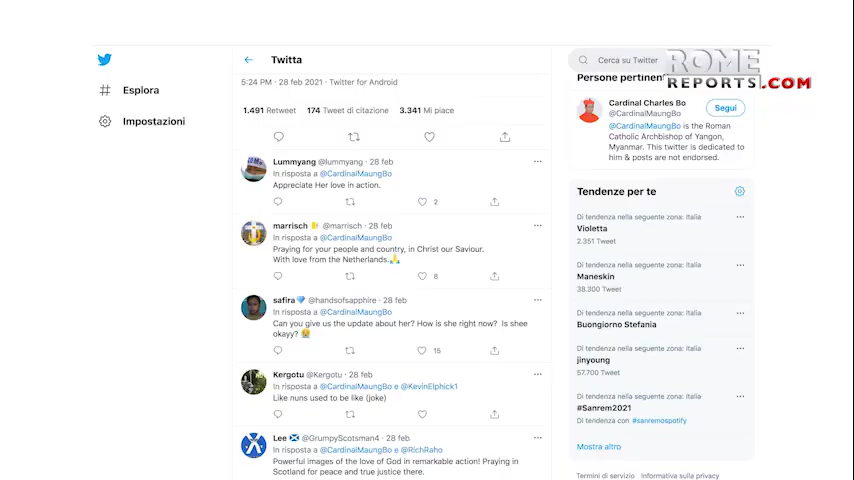 Twitta
Cerca su Twitter
ROME
REPORTS.COM
Esplora
Impostazioni
5:24 PM · 28 feb 2021 · Twitter for Android
1.491 Retweet 174 Tweet di citazione 3.341 Mi piace
Lummyang @lummyang · 28 feb
In risposta a @CardinalMaungBo
Appreciate Her love in action.
2
marrisch @marrisch · 28 feb
In risposta a @CardinalMaungBo
Praying for your people and country, in Christ our Saviour.
With love from the Netherlands.🙏
8
safira💎 @handsofsapphire · 28 feb
In risposta a @CardinalMaungBo
Can you give us the update about her? How is she right now? Is shee
okayy? 😭
15
Kergotu @Kergotu · 28 feb
In risposta a @CardinalMaungBo e @KevinElphick1
Like nuns used to be like (joke)
Lee @GrumpyScotsman4 · 28 feb
In risposta a @CardinalMaungBo e @RichRaho
Powerful images of the love of God in remarkable action! Praying in
Scotland for peace and true justice there.
Persone pertinen
Cardinal Charles Bo
@CardinalMaungBo
Segui
@CardinalMaungBo is the Roman
Catholic Archbishop of Yangon,
Myanmar. This twitter is dedicated to
him & posts are not endorsed.
Tendenze per te
Di tendenza nella seguente zona: Italia
Violetta
2.351 Tweet
Di tendenza nella seguente zona: Italia
Maneskin
38.300 Tweet
Di tendenza nella seguente zona: Italia
Buongiorno Stefania
Di tendenza nella seguente zona: Italia
jinyoung
57.700 Tweet
Di tendenza nella seguente zona: Italia
#Sanrem2021
Di tendenza con #sanremospotify
Mostra altro
Termini di servizio Informativa sulla privacy